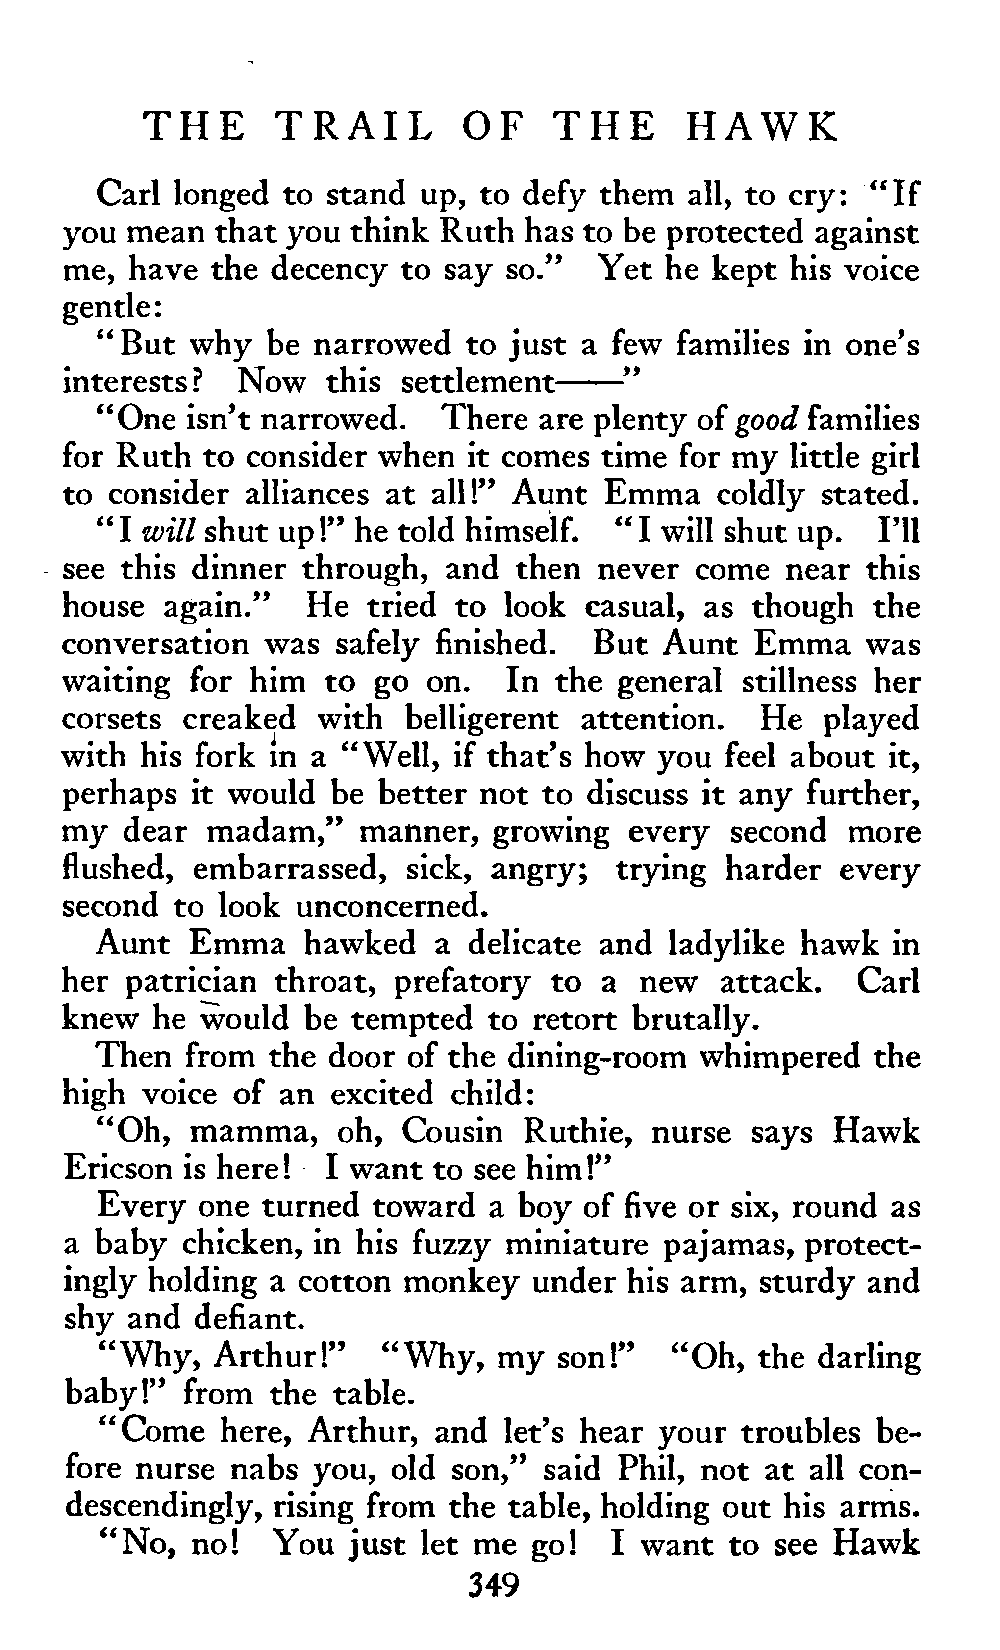 THE TRAIL OF THE HAWK
Carl longed to stand up, to defy them all, to cry: “If
you mean that you think Ruth has to be protected against
me, have the decency to say so.” Yet he kept his voice
gentle:
“But why be narrowed to just a few families in one’s
interests? Now this settlement——”
“One isn’t narrowed. There are plenty of good families
for Ruth to consider when it comes time for my little girl
to consider alliances at all!” Aunt Emma coldly stated.
“I will shut up!” he told himself. “I will shut up. I’ll
see this dinner through, and then never come near this
house again.” He tried to look casual, as though the
conversation was safely finished. But Aunt Emma was
waiting for him to go on. In the general stillness her
corsets creaked with belligerent attention. He played
with his fork in a “Well, if that’s how you feel about it,
perhaps it would be better not to discuss it any further,
my dear madam,” manner, growing every second more
flushed, embarrassed, sick, angry; trying harder every
second to look unconcerned.
Aunt Emma hawked a delicate and ladylike hawk in
her patrician throat, prefatory to a new attack. Carl
knew he would be tempted to retort brutally.
Then from the door of the dining-room whimpered the
high voice of an excited child:
“Oh, mamma, oh, Cousin Ruthie, nurse says Hawk
Ericson is here! I want to see him!”
Every one turned toward a boy of five or six, round as
a baby chicken, in his fuzzy miniature pajamas, protect-
ingly holding a cotton monkey under his arm, sturdy and
shy and defiant.
“Why, Arthur!” “Why, my son!” “Oh, the darling
baby!” from the table.
“Come here, Arthur, and let’s hear your troubles be-
fore nurse nabs you, old son,” said Phil, not at all con-
descendingly, rising from the table, holding out his arms.
“No, no! You just let me go! I want to see Hawk
349